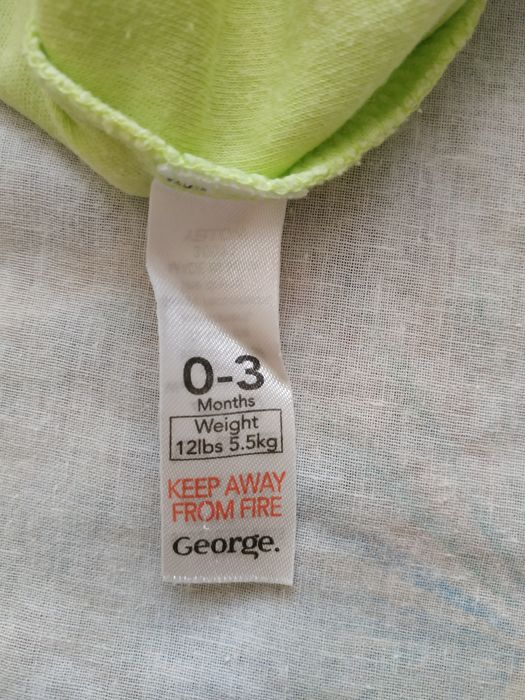 0-3
Months
Weight
12lbs 5.5kg
KEEP AWAY
FROM FIRE
George.